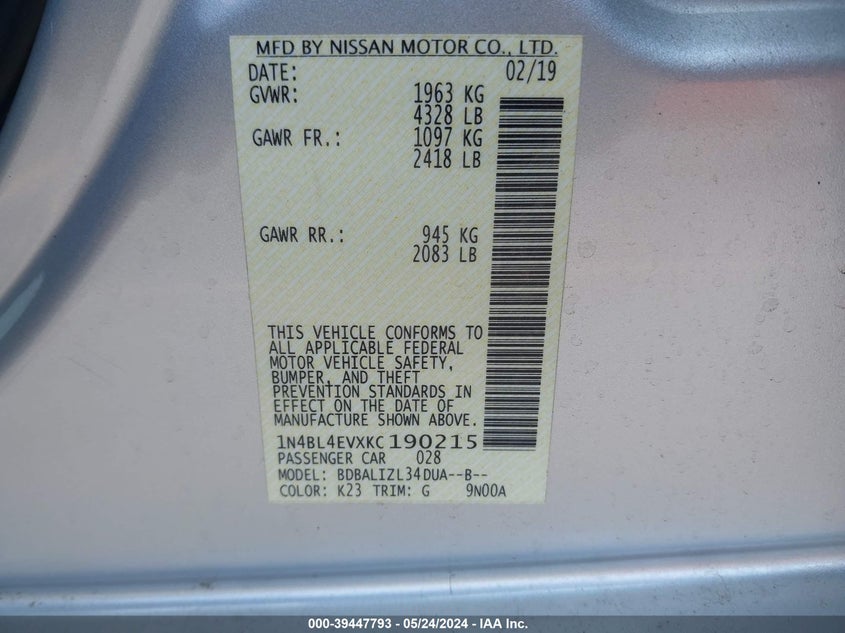 MFD BY NISSAN MOTOR CO., LTD.
DATE: 02/19
GVWR: 1963 KG
4328 LB
GAWR FR.: 1097 KG
2418 LB
GAWR RR.: 945 KG
2083 LB
THIS VEHICLE CONFORMS TO
ALL APPLICABLE FEDERAL
MOTOR VEHICLE SAFETY,
BUMPER, AND THEFT
PREVENTION STANDARDS IN
EFFECT ON THE DATE OF
MANUFACTURE SHOWN ABOVE.
1N4BL4EVXKC190215
PASSENGER CAR 028
MODEL: BDBALIZL34DUA--B--
COLOR: K23 TRIM: G 9N00A
000-39447793 - 05/24/2024 - IAA Inc.